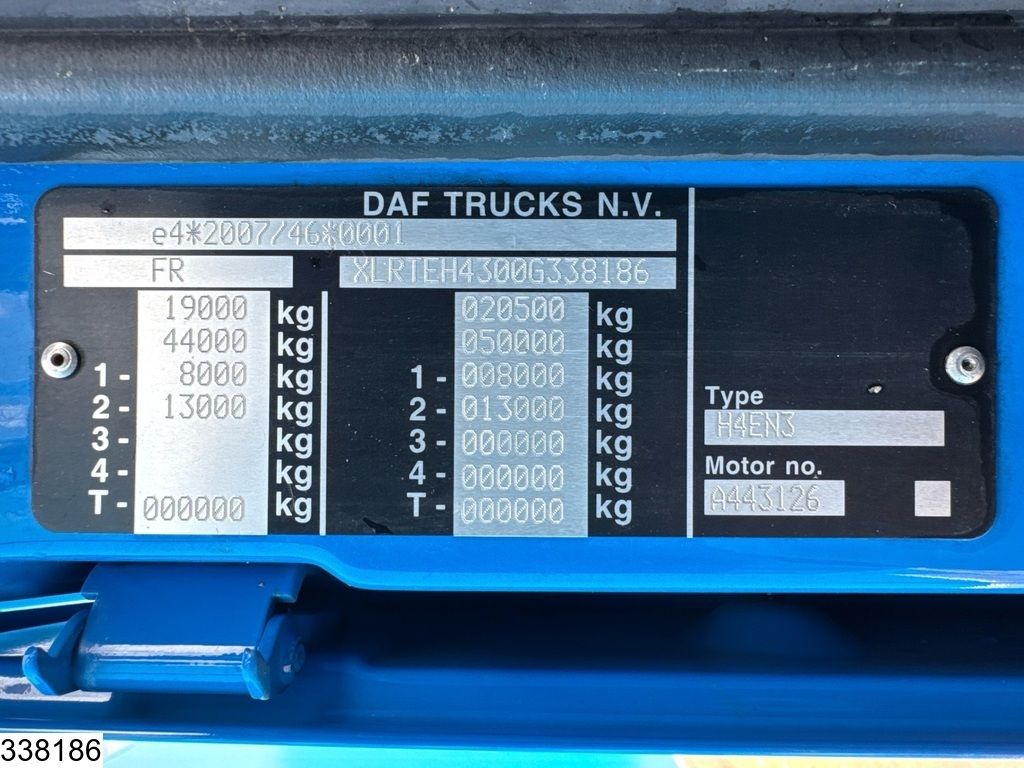 DAF TRUCKS N.V.
e4*2007/46*0001
FR XLRTEH4300G338186
19000 kg 020500 kg
44000 kg 050000 kg
1- 8000 kg 1- 008000 kg
2- 13000 kg 2- 013000 kg
3- kg 3- 000000 kg
4- kg 4- 000000 kg
T- 000000 kg T- 000000 kg
Type
H4EN3
Motor no.
A443126
338186